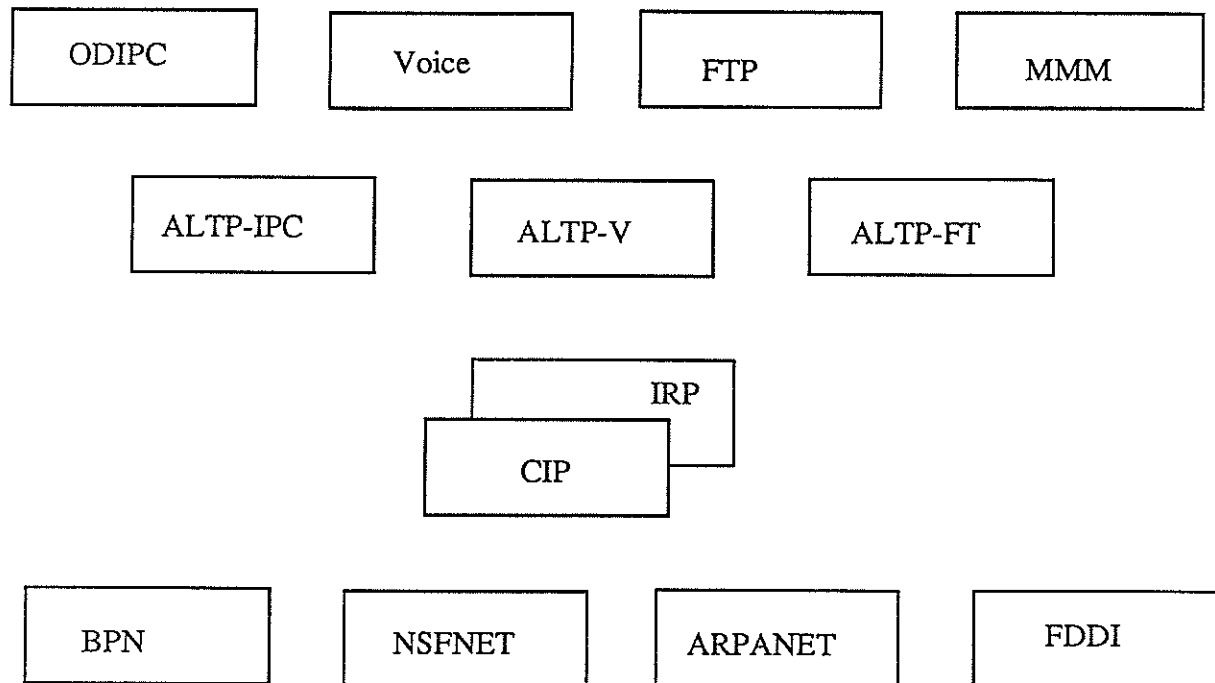 ODIPC
Voice
FTP
MMM
ALTP-IPC
ALTP-V
ALTP-FT
IRP
CIP
BPN
NSFNET
ARPANET
FDDI